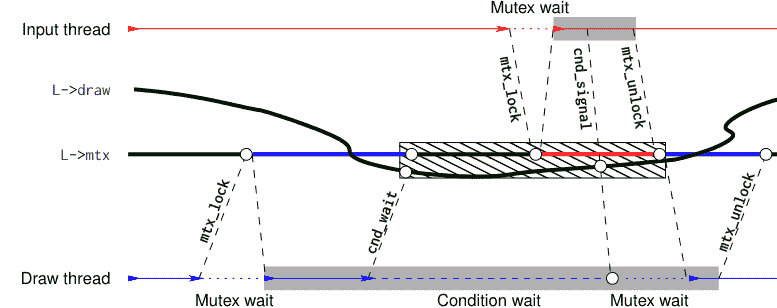 Mutex wait
Input thread
mtx_lock
cnd_signal
mtx_unlock
L->draw
L->mtx
mtx_lock
cnd_wait
mtx_unlock
Draw thread
Mutex wait
Condition wait
Mutex wait